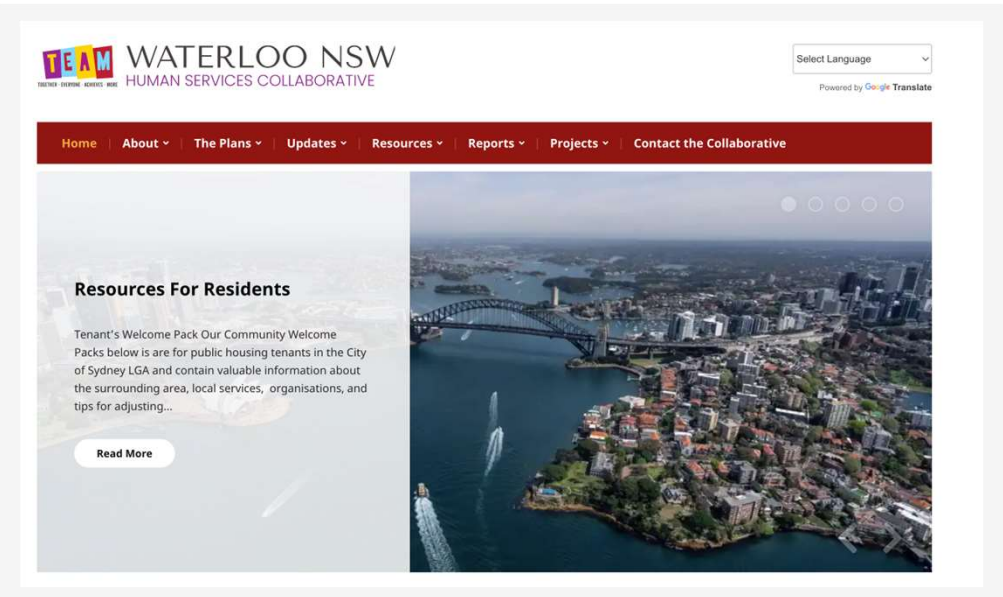 TEAM
TOGETHER · EVERYONE · ACHIEVES · MORE
WATERLOO NSW
HUMAN SERVICES COLLABORATIVE
Select Language
Powered by Google Translate
Home
About
The Plans
Updates
Resources
Reports
Projects
Contact the Collaborative
Resources For Residents
Tenant's Welcome Pack Our Community Welcome
Packs below is are for public housing tenants in the City
of Sydney LGA and contain valuable information about
the surrounding area, local services, organisations, and
tips for adjusting...
Read More